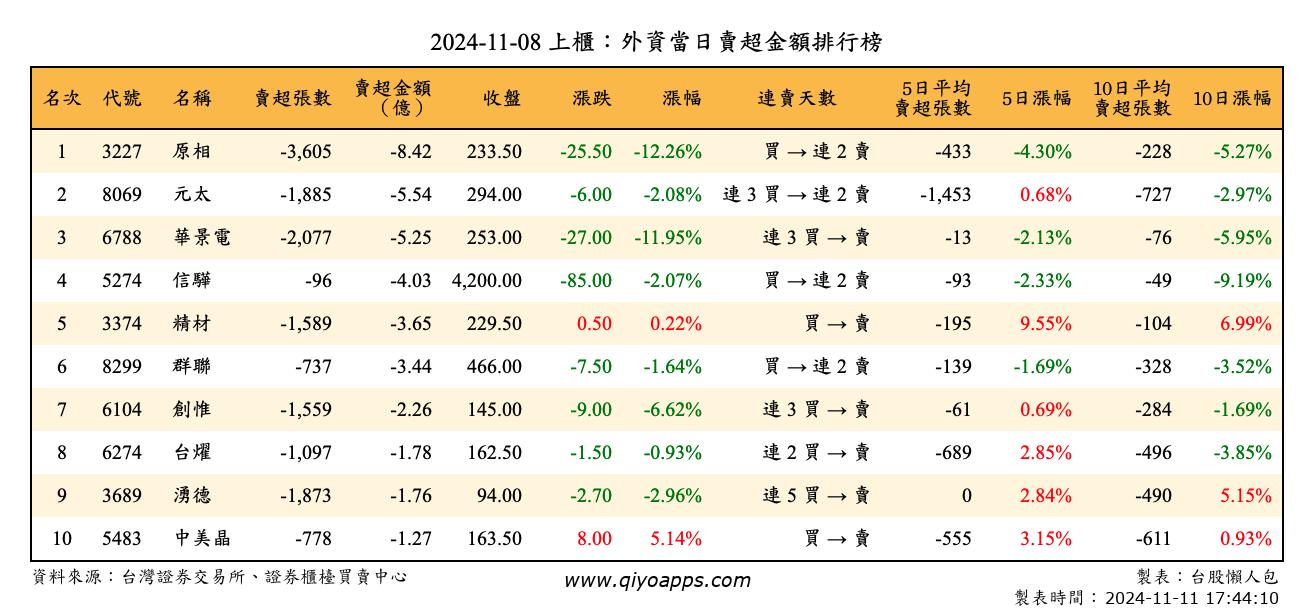 2024-11-08 上櫃：外資當日賣超金額排行榜
名次 代號 名稱 賣超張數 賣超金額（億） 收盤 漲跌 漲幅 連賣天數 5日平均賣超張數 5日漲幅 10日平均賣超張數 10日漲幅
1 3227 原相 -3,605 -8.42 233.50 -25.50 -12.26% 買 → 連 2 賣 -433 -4.30% -228 -5.27%
2 8069 元太 -1,885 -5.54 294.00 -6.00 -2.08% 連 3 買 → 連 2 賣 -1,453 0.68% -727 -2.97%
3 6788 華景電 -2,077 -5.25 253.00 -27.00 -11.95% 連 3 買 → 賣 -13 -2.13% -76 -5.95%
4 5274 信驊 -96 -4.03 4,200.00 -85.00 -2.07% 買 → 連 2 賣 -93 -2.33% -49 -9.19%
5 3374 精材 -1,589 -3.65 229.50 0.50 0.22% 買 → 賣 -195 9.55% -104 6.99%
6 8299 群聯 -737 -3.44 466.00 -7.50 -1.64% 買 → 連 2 賣 -139 -1.69% -328 -3.52%
7 6104 創惟 -1,559 -2.26 145.00 -9.00 -6.62% 連 3 買 → 賣 -61 0.69% -284 -1.69%
8 6274 台燿 -1,097 -1.78 162.50 -1.50 -0.93% 連 2 買 → 賣 -689 2.85% -496 -3.85%
9 3689 湧德 -1,873 -1.76 94.00 -2.70 -2.96% 連 5 買 → 賣 0 2.84% -490 5.15%
10 5483 中美晶 -778 -1.27 163.50 8.00 5.14% 買 → 賣 -555 3.15% -611 0.93%
資料來源：台灣證券交易所、證券櫃檯買賣中心 www.qiyoapps.com 製表：台股懶人包
製表時間：2024-11-11 17:44:10